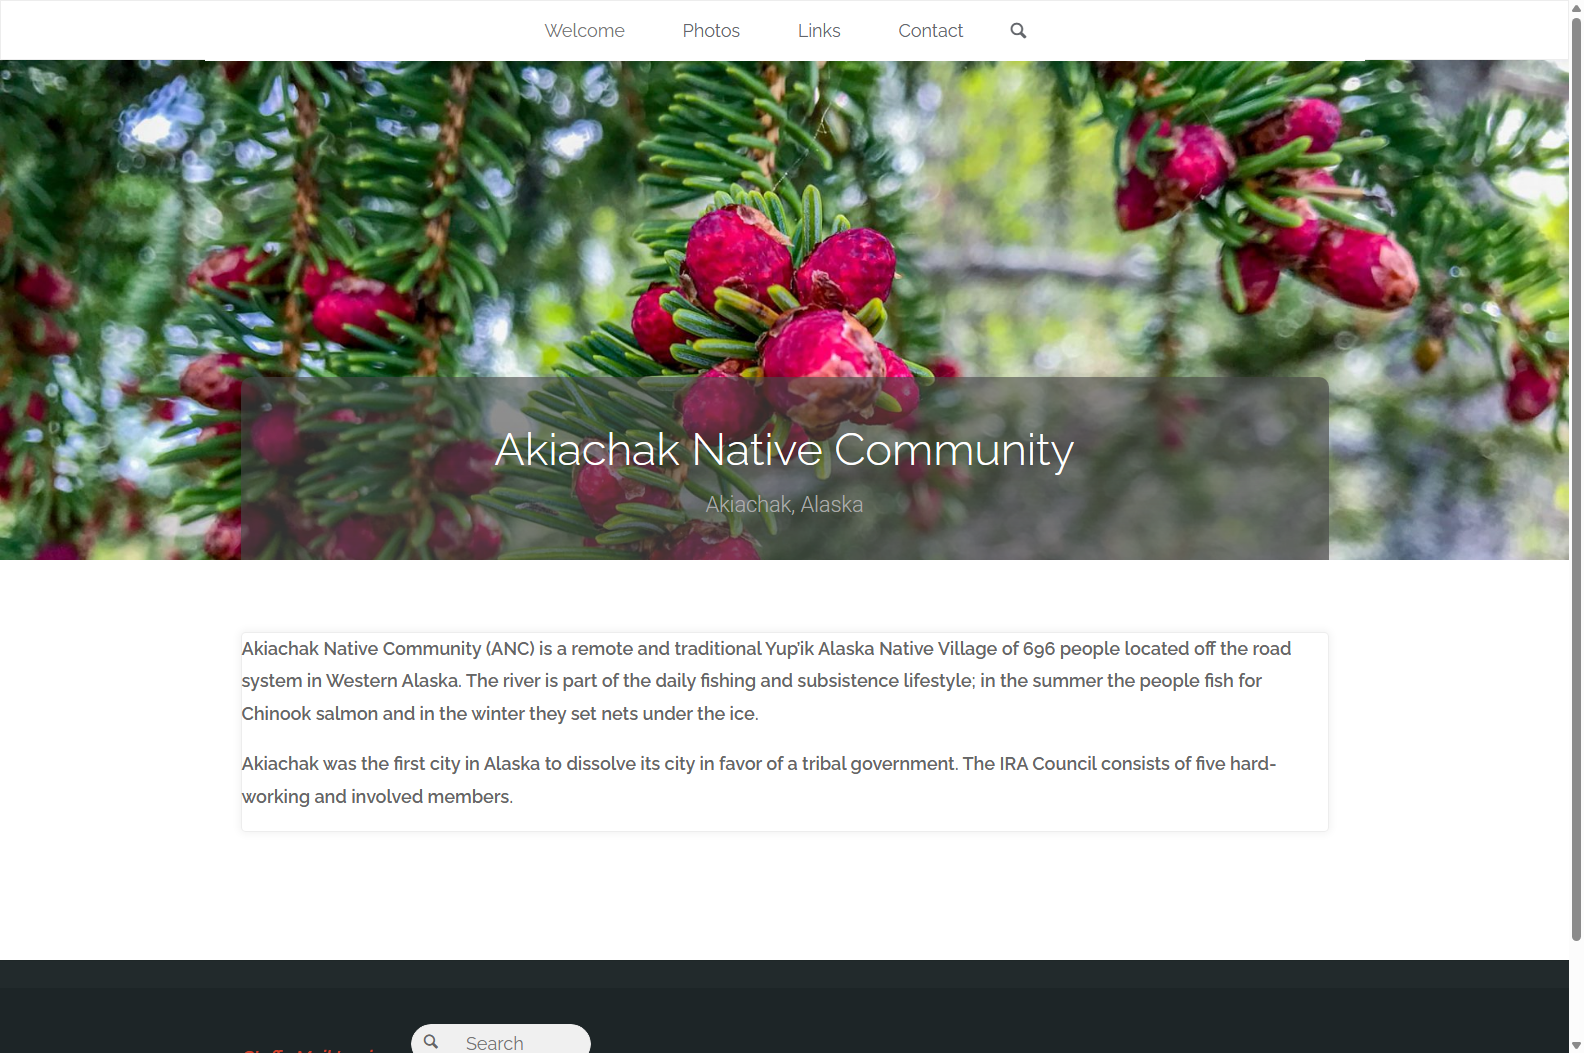 Welcome Photos Links Contact
Akiachak Native Community
Akiachak, Alaska
Akiachak Native Community (ANC) is a remote and traditional Yup’ik Alaska Native Village of 696 people located off the road
system in Western Alaska. The river is part of the daily fishing and subsistence lifestyle; in the summer the people fish for
Chinook salmon and in the winter they set nets under the ice.
Akiachak was the first city in Alaska to dissolve its city in favor of a tribal government. The IRA Council consists of five hard-
working and involved members.
Search